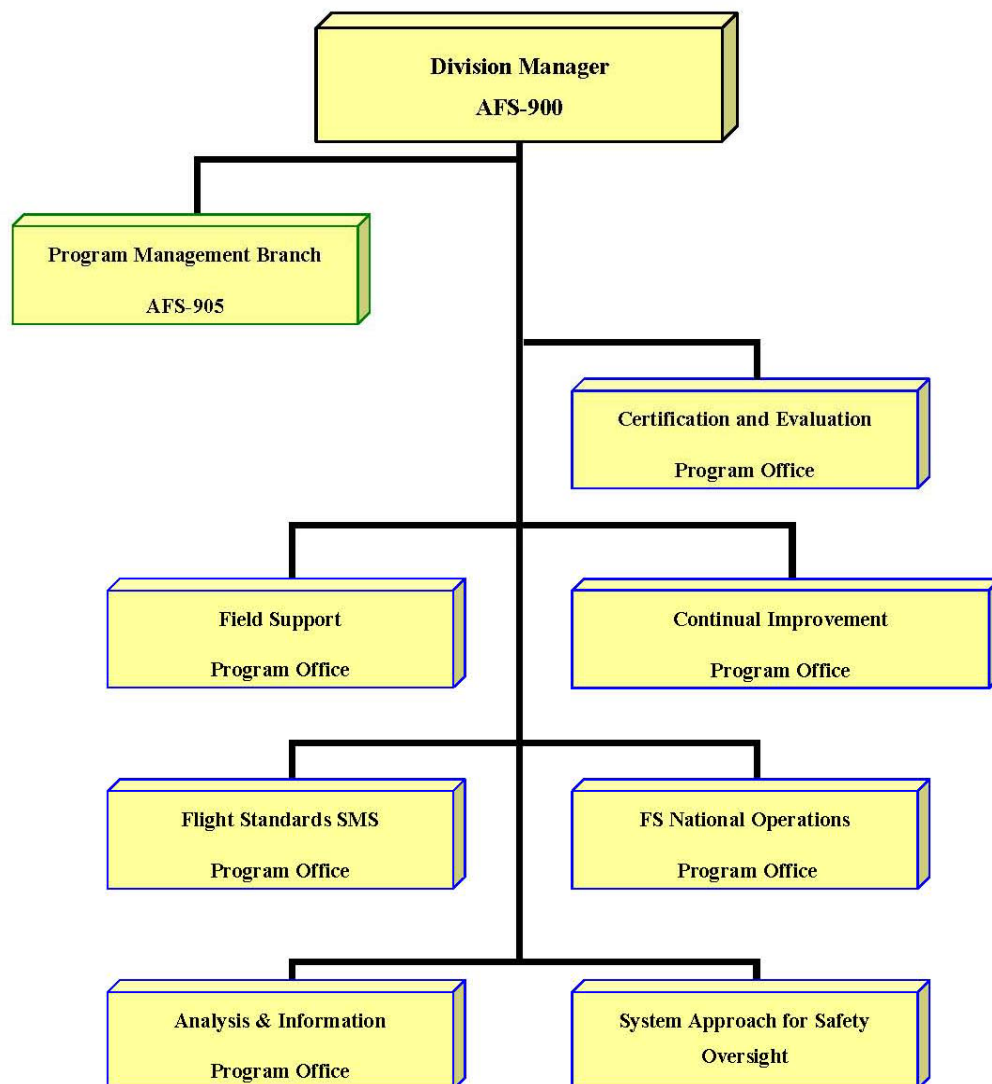 Division Manager
AFS-900
Program Management Branch
AFS-905
Certification and Evaluation
Program Office
Field Support
Program Office
Continual Improvement
Program Office
Flight Standards SMS
Program Office
FS National Operations
Program Office
Analysis & Information
Program Office
System Approach for Safety
Oversight